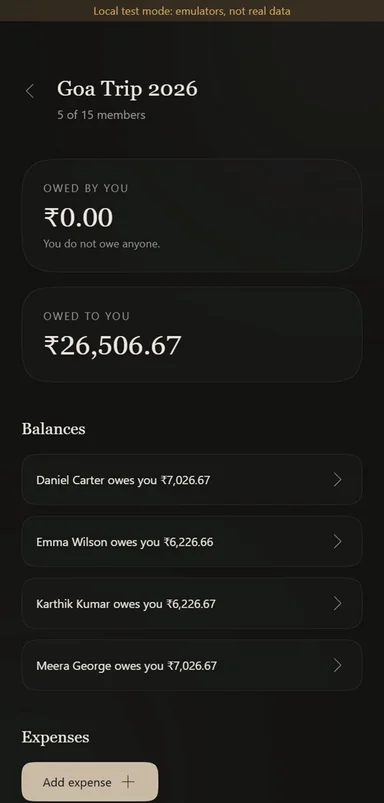 Local test mode: emulators, not real data
Goa Trip 2026
5 of 15 members
OWED BY YOU
₹0.00
You do not owe anyone.
OWED TO YOU
₹26,506.67
Balances
Daniel Carter owes you ₹7,026.67
Emma Wilson owes you ₹6,226.66
Karthik Kumar owes you ₹6,226.67
Meera George owes you ₹7,026.67
Expenses
Add expense